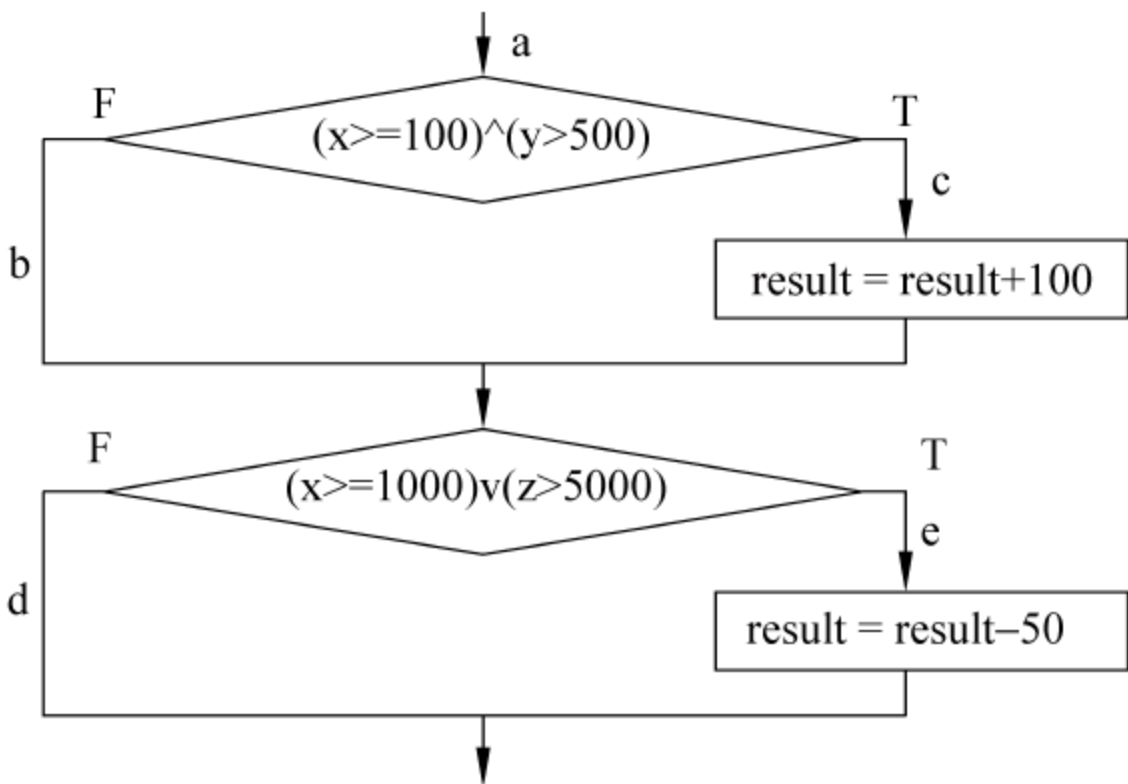 a
F
T
(x>=100)^(y>500)
c
b
result = result+100
F
T
(x>=1000)v(z>5000)
e
d
result = result–50